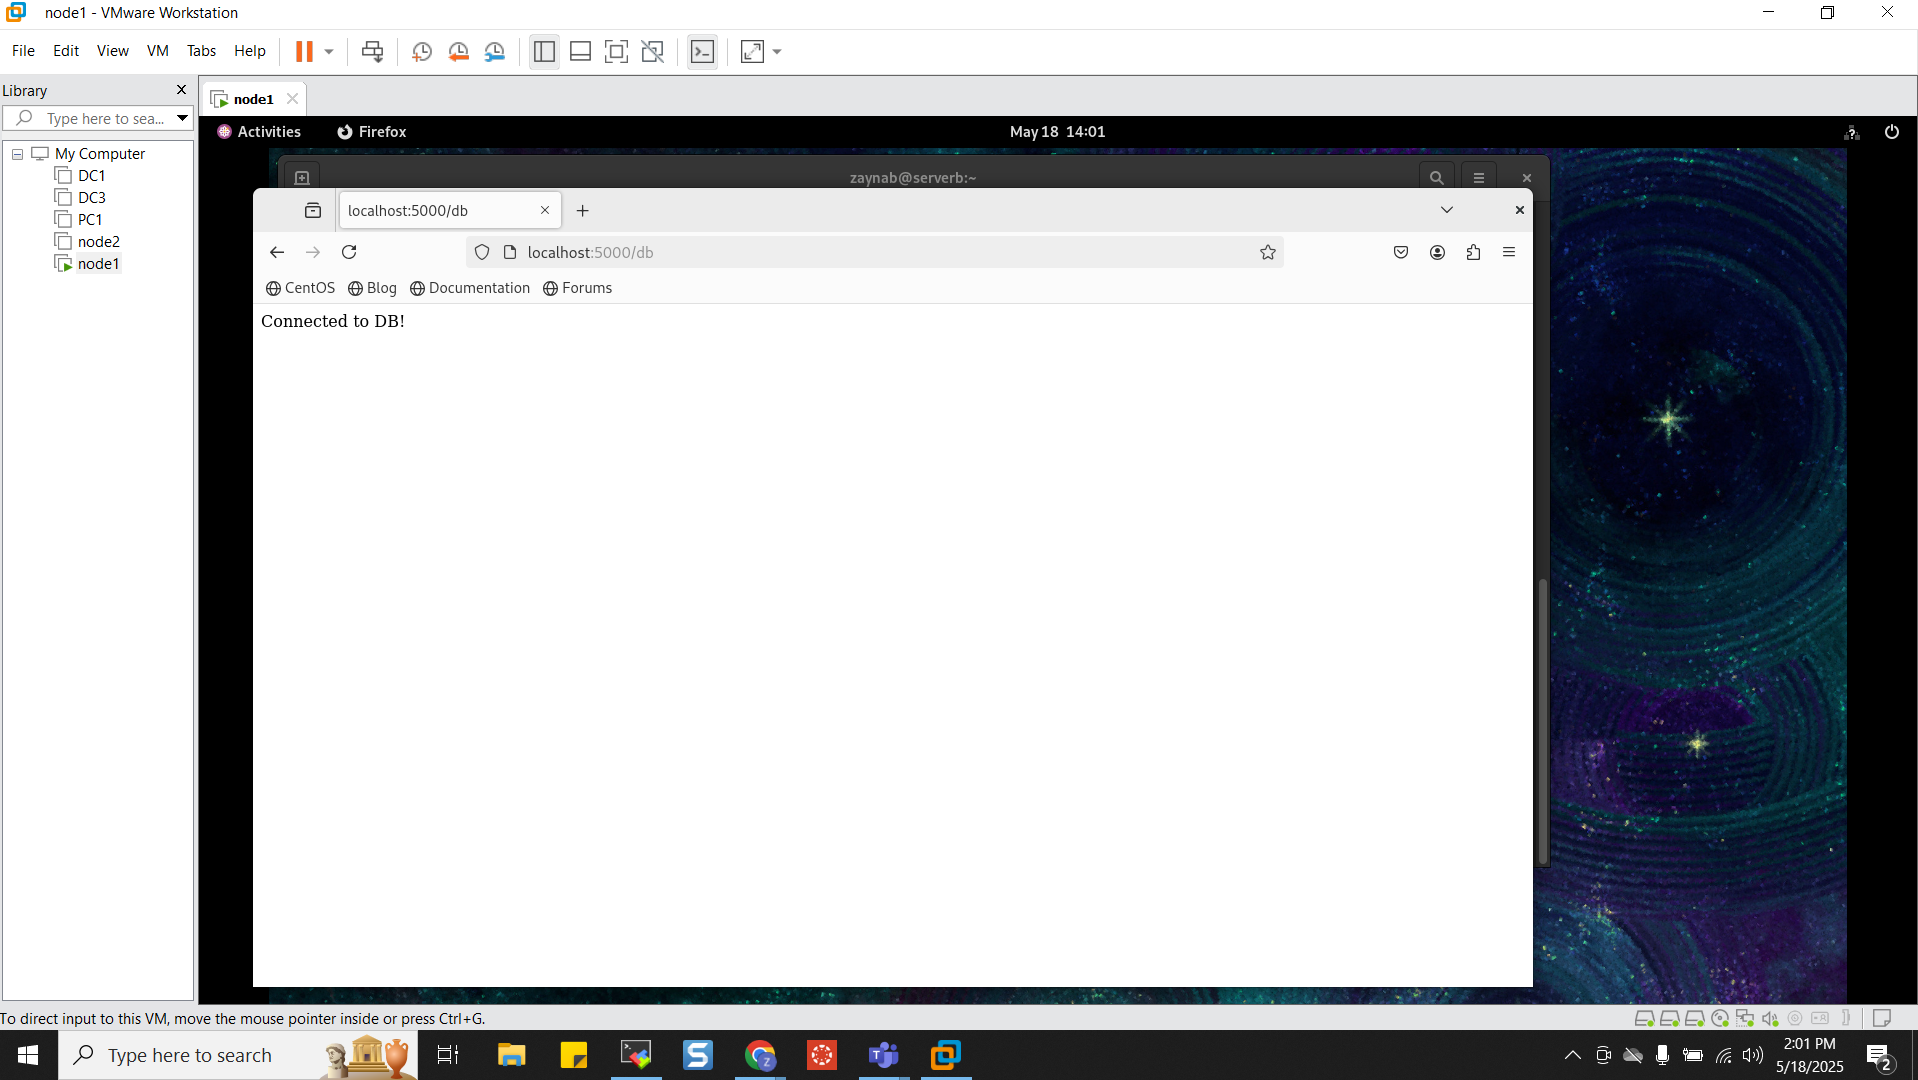 node1 - VMware Workstation
File Edit View VM Tabs Help
Library
Type here to sea...
My Computer
DC1
DC3
PC1
node2
node1
node1
Activities Firefox May 18 14:01
zaynab@serverb:~
localhost:5000/db
localhost:5000/db
CentOS Blog Documentation Forums
Connected to DB!
To direct input to this VM, move the mouse pointer inside or press Ctrl+G.
Type here to search
2:01 PM
5/18/2025
2